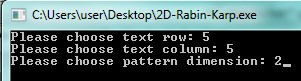 C:\Users\user\Desktop\2D-Rabin-Karp.exe
Please choose text row: 5
Please choose text column: 5
Please choose pattern dimension: 2